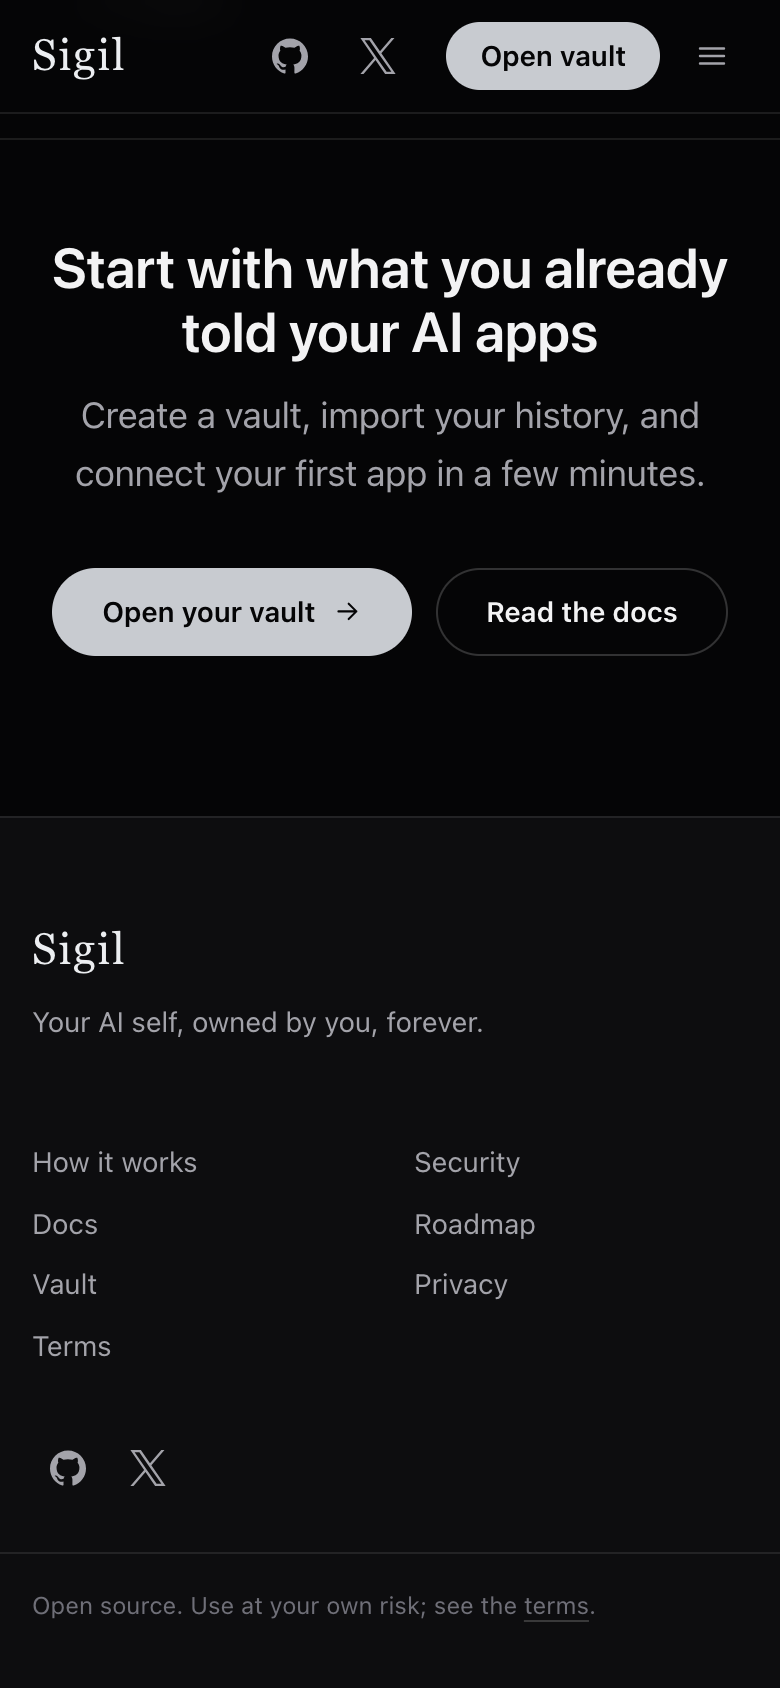 Sigil
Open vault
Start with what you already
told your AI apps
Create a vault, import your history, and
connect your first app in a few minutes.
Open your vault →
Read the docs
Sigil
Your AI self, owned by you, forever.
How it works
Security
Docs
Roadmap
Vault
Privacy
Terms
Open source. Use at your own risk; see the terms.